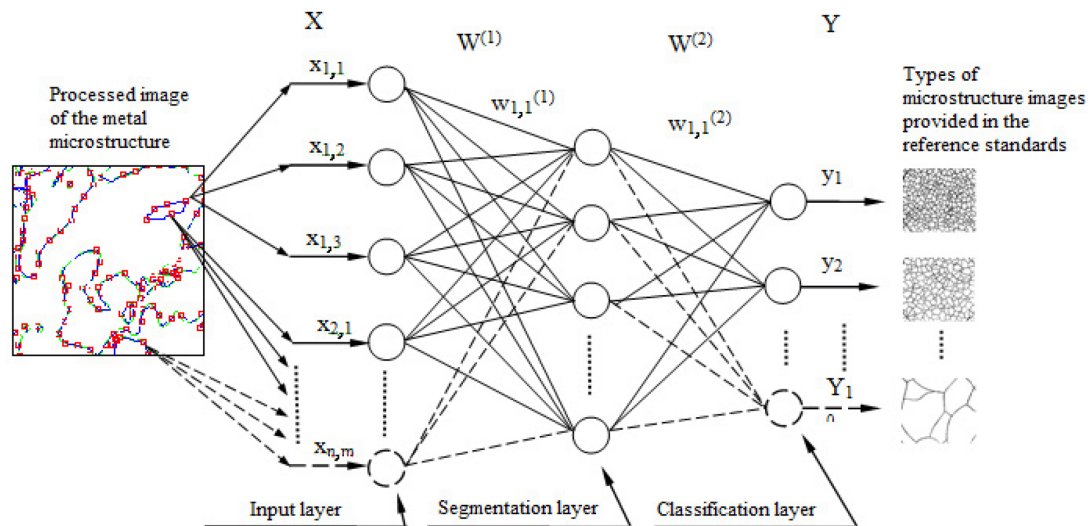 X
W(1)
W(2)
Y
Processed image
of the metal
microstructure
x1,1
x1,2
x1,3
x2,1
xn,m
w1,1(1)
w1,1(2)
y1
y2
Y1
0
Types of
microstructure images
provided in the
reference standards
Input layer
Segmentation layer
Classification layer